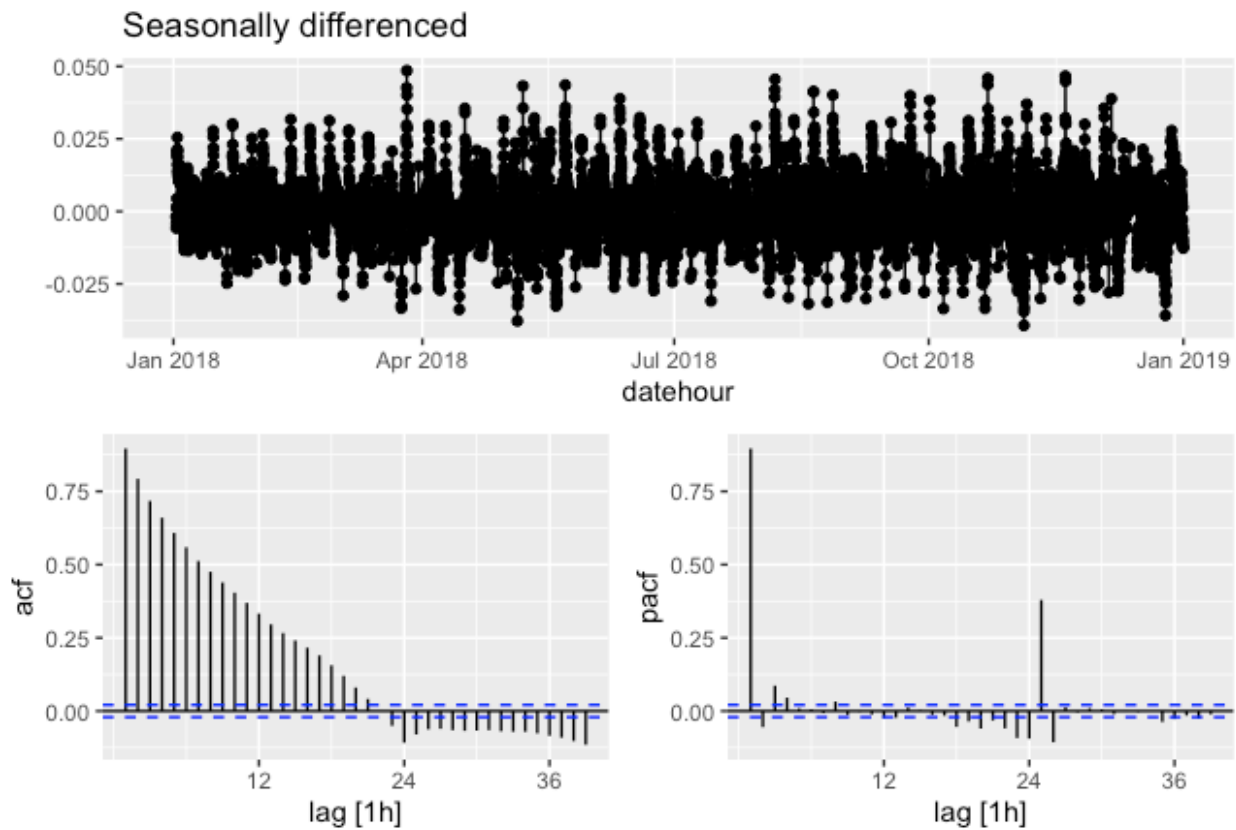 Seasonally differenced
0.050
0.025
0.000
-0.025
Jan 2018 Apr 2018 Jul 2018 Oct 2018 Jan 2019
datehour
acf
0.75
0.50
0.25
0.00
12 24 36
lag [1h]
pacf
0.75
0.50
0.25
0.00
12 24 36
lag [1h]